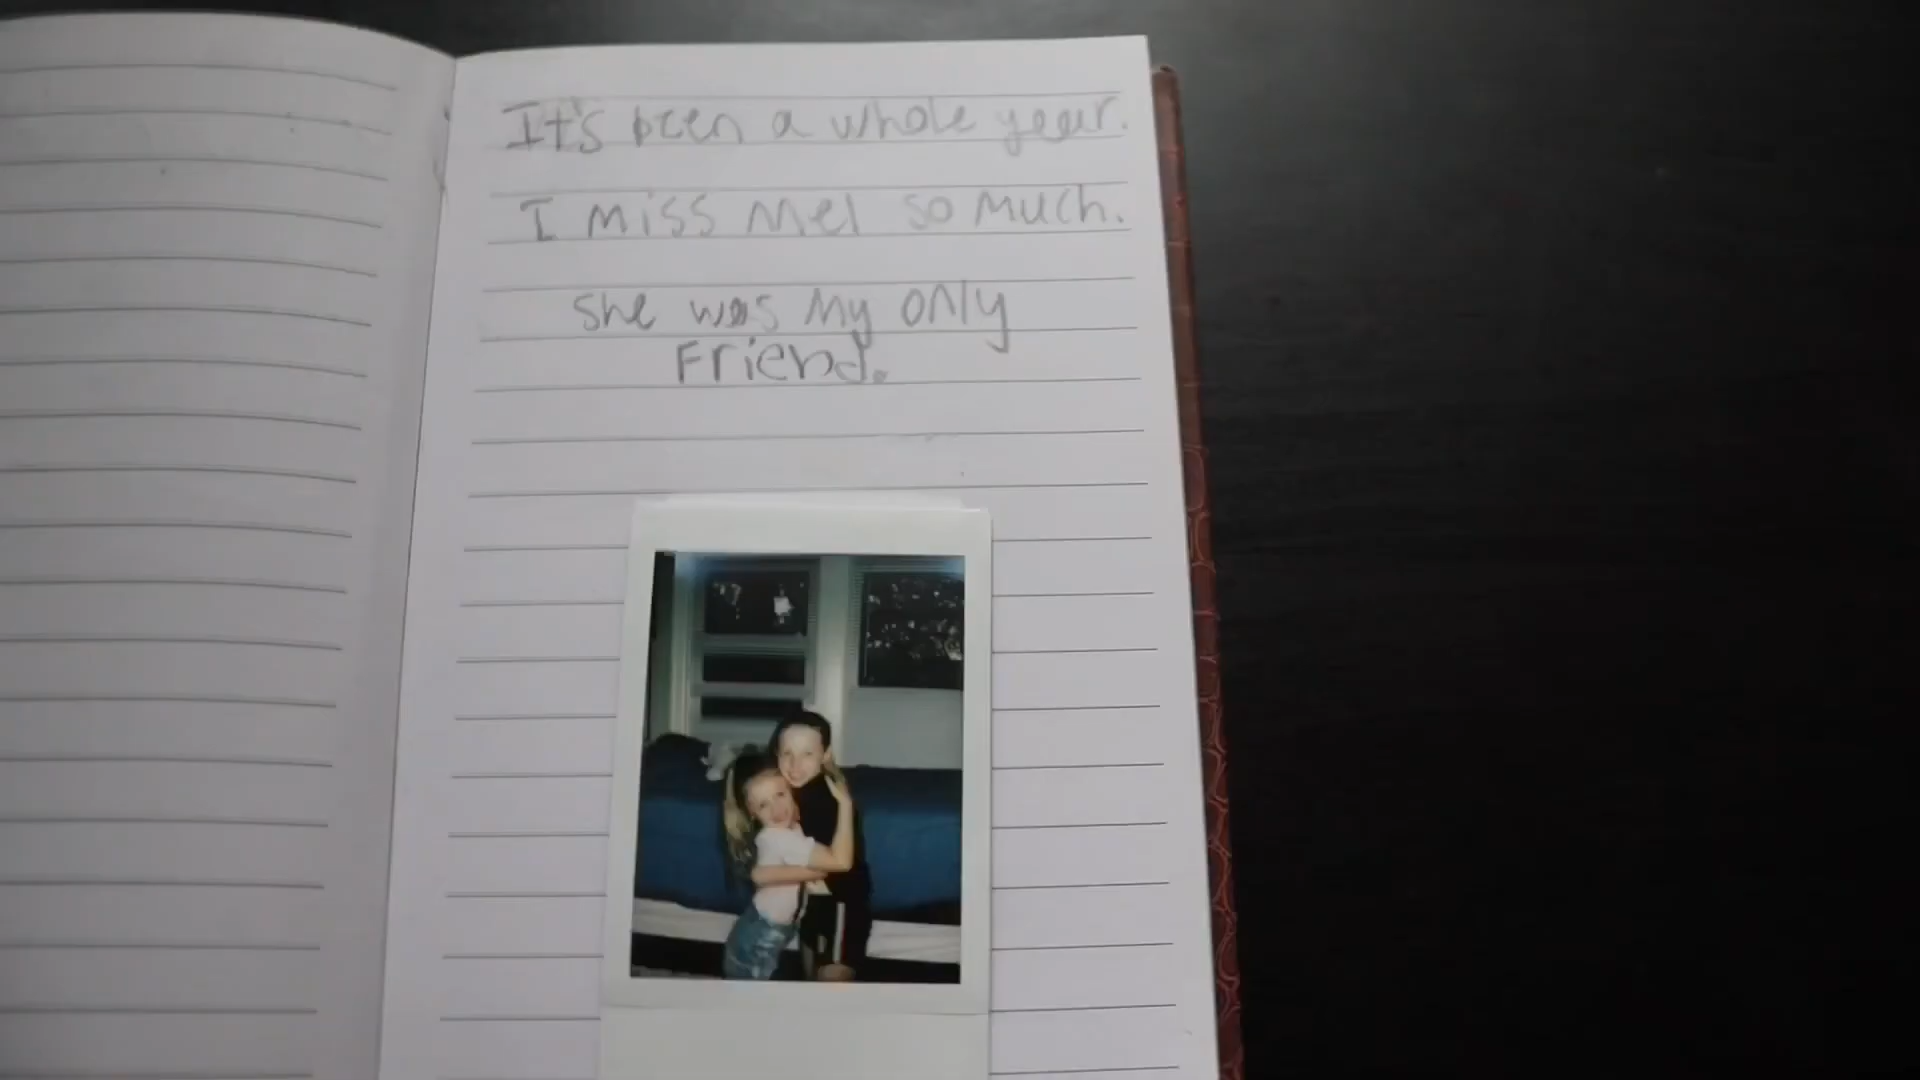 It's been a whole year.
I miss Mel so much.
she was my only
Friend.